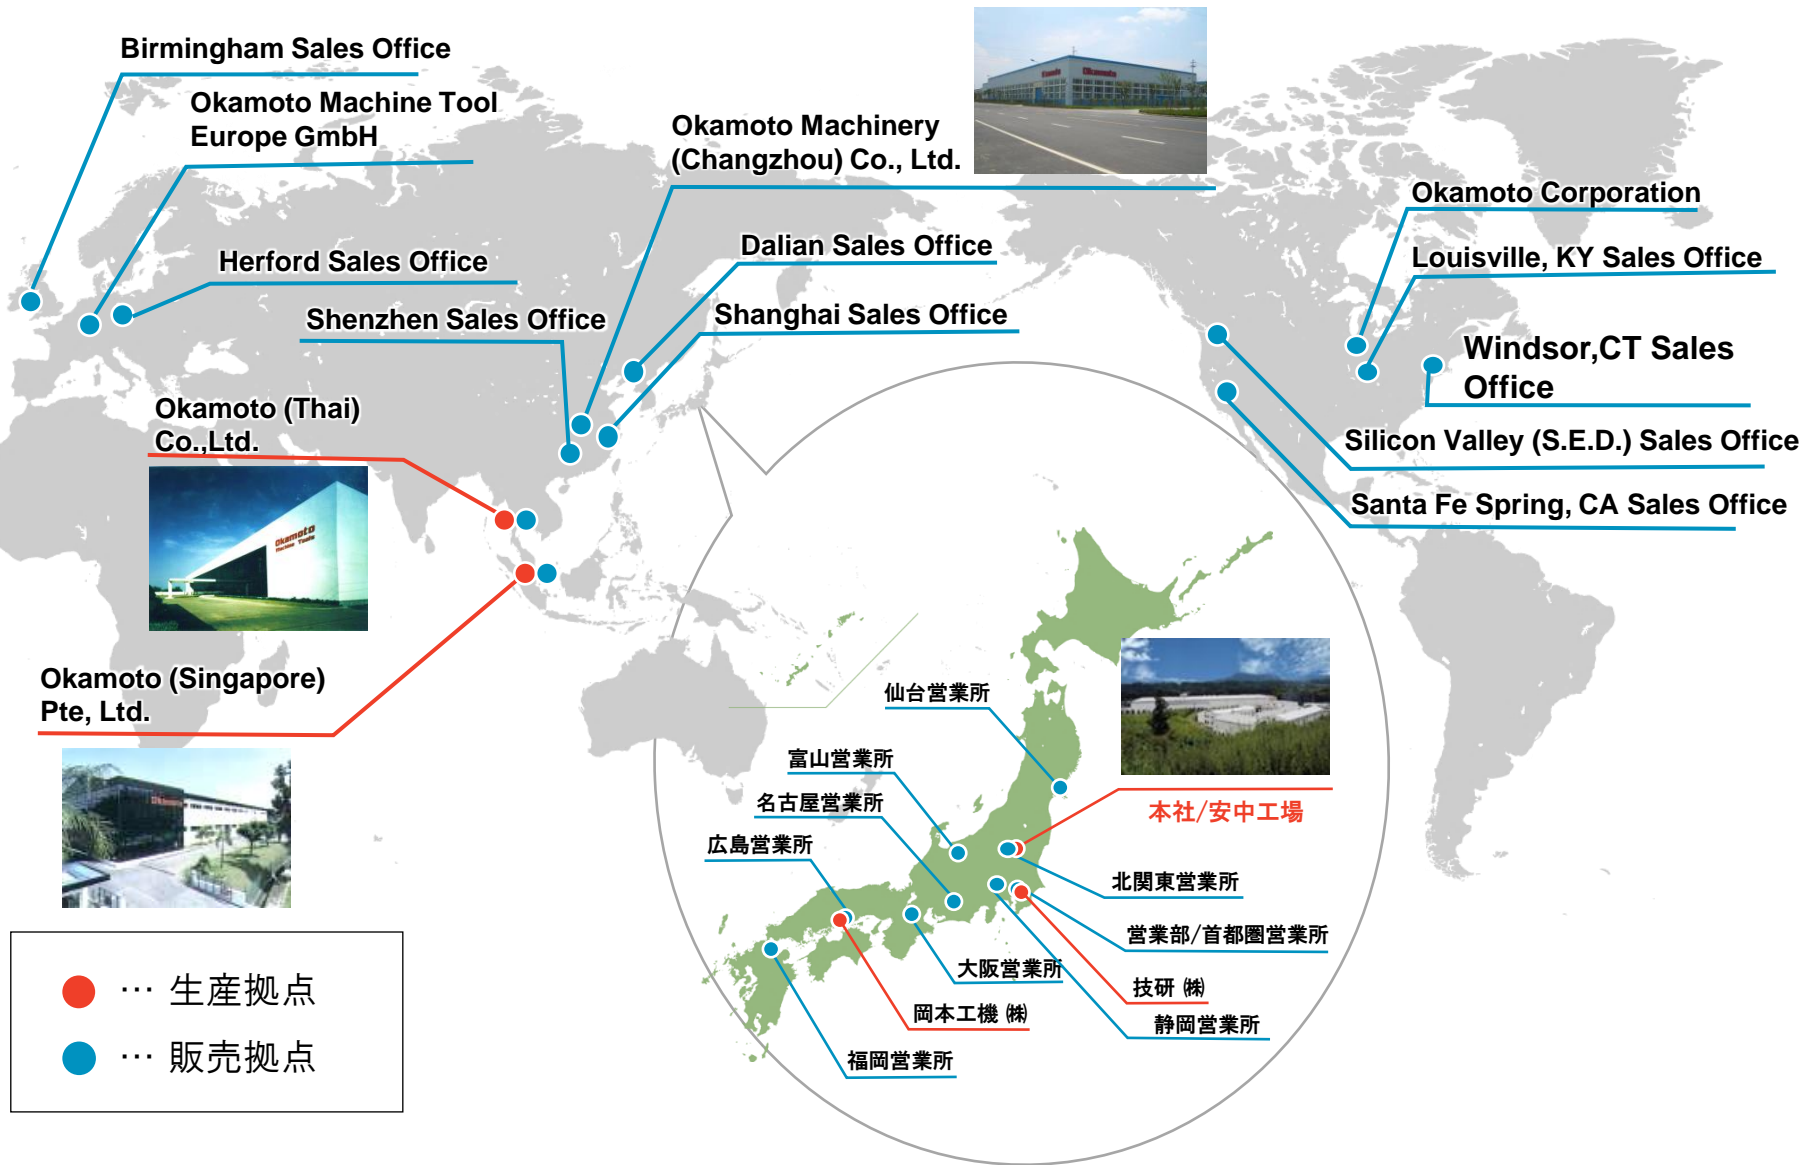 Birmingham Sales Office
Okamoto Machine Tool
Europe GmbH
Herford Sales Office
Shenzhen Sales Office
Okamoto Machinery
(Changzhou) Co., Ltd.
Okamoto
Dalian Sales Office
Shanghai Sales Office
Okamoto Corporation
Louisville, KY Sales Office
Windsor,CT Sales
Office
Silicon Valley (S.E.D.) Sales Office
Santa Fe Spring, CA Sales Office
Okamoto (Thai)
Co.,Ltd.
Okamoto
Machine Tools
Okamoto (Singapore)
Pte, Ltd.
Okamoto
仙台営業所
富山営業所
名古屋営業所
広島営業所
本社/安中工場
北関東営業所
営業部/首都圏営業所
大阪営業所
技研 ㈱
岡本工機 ㈱
静岡営業所
福岡営業所
… 生産拠点
… 販売拠点